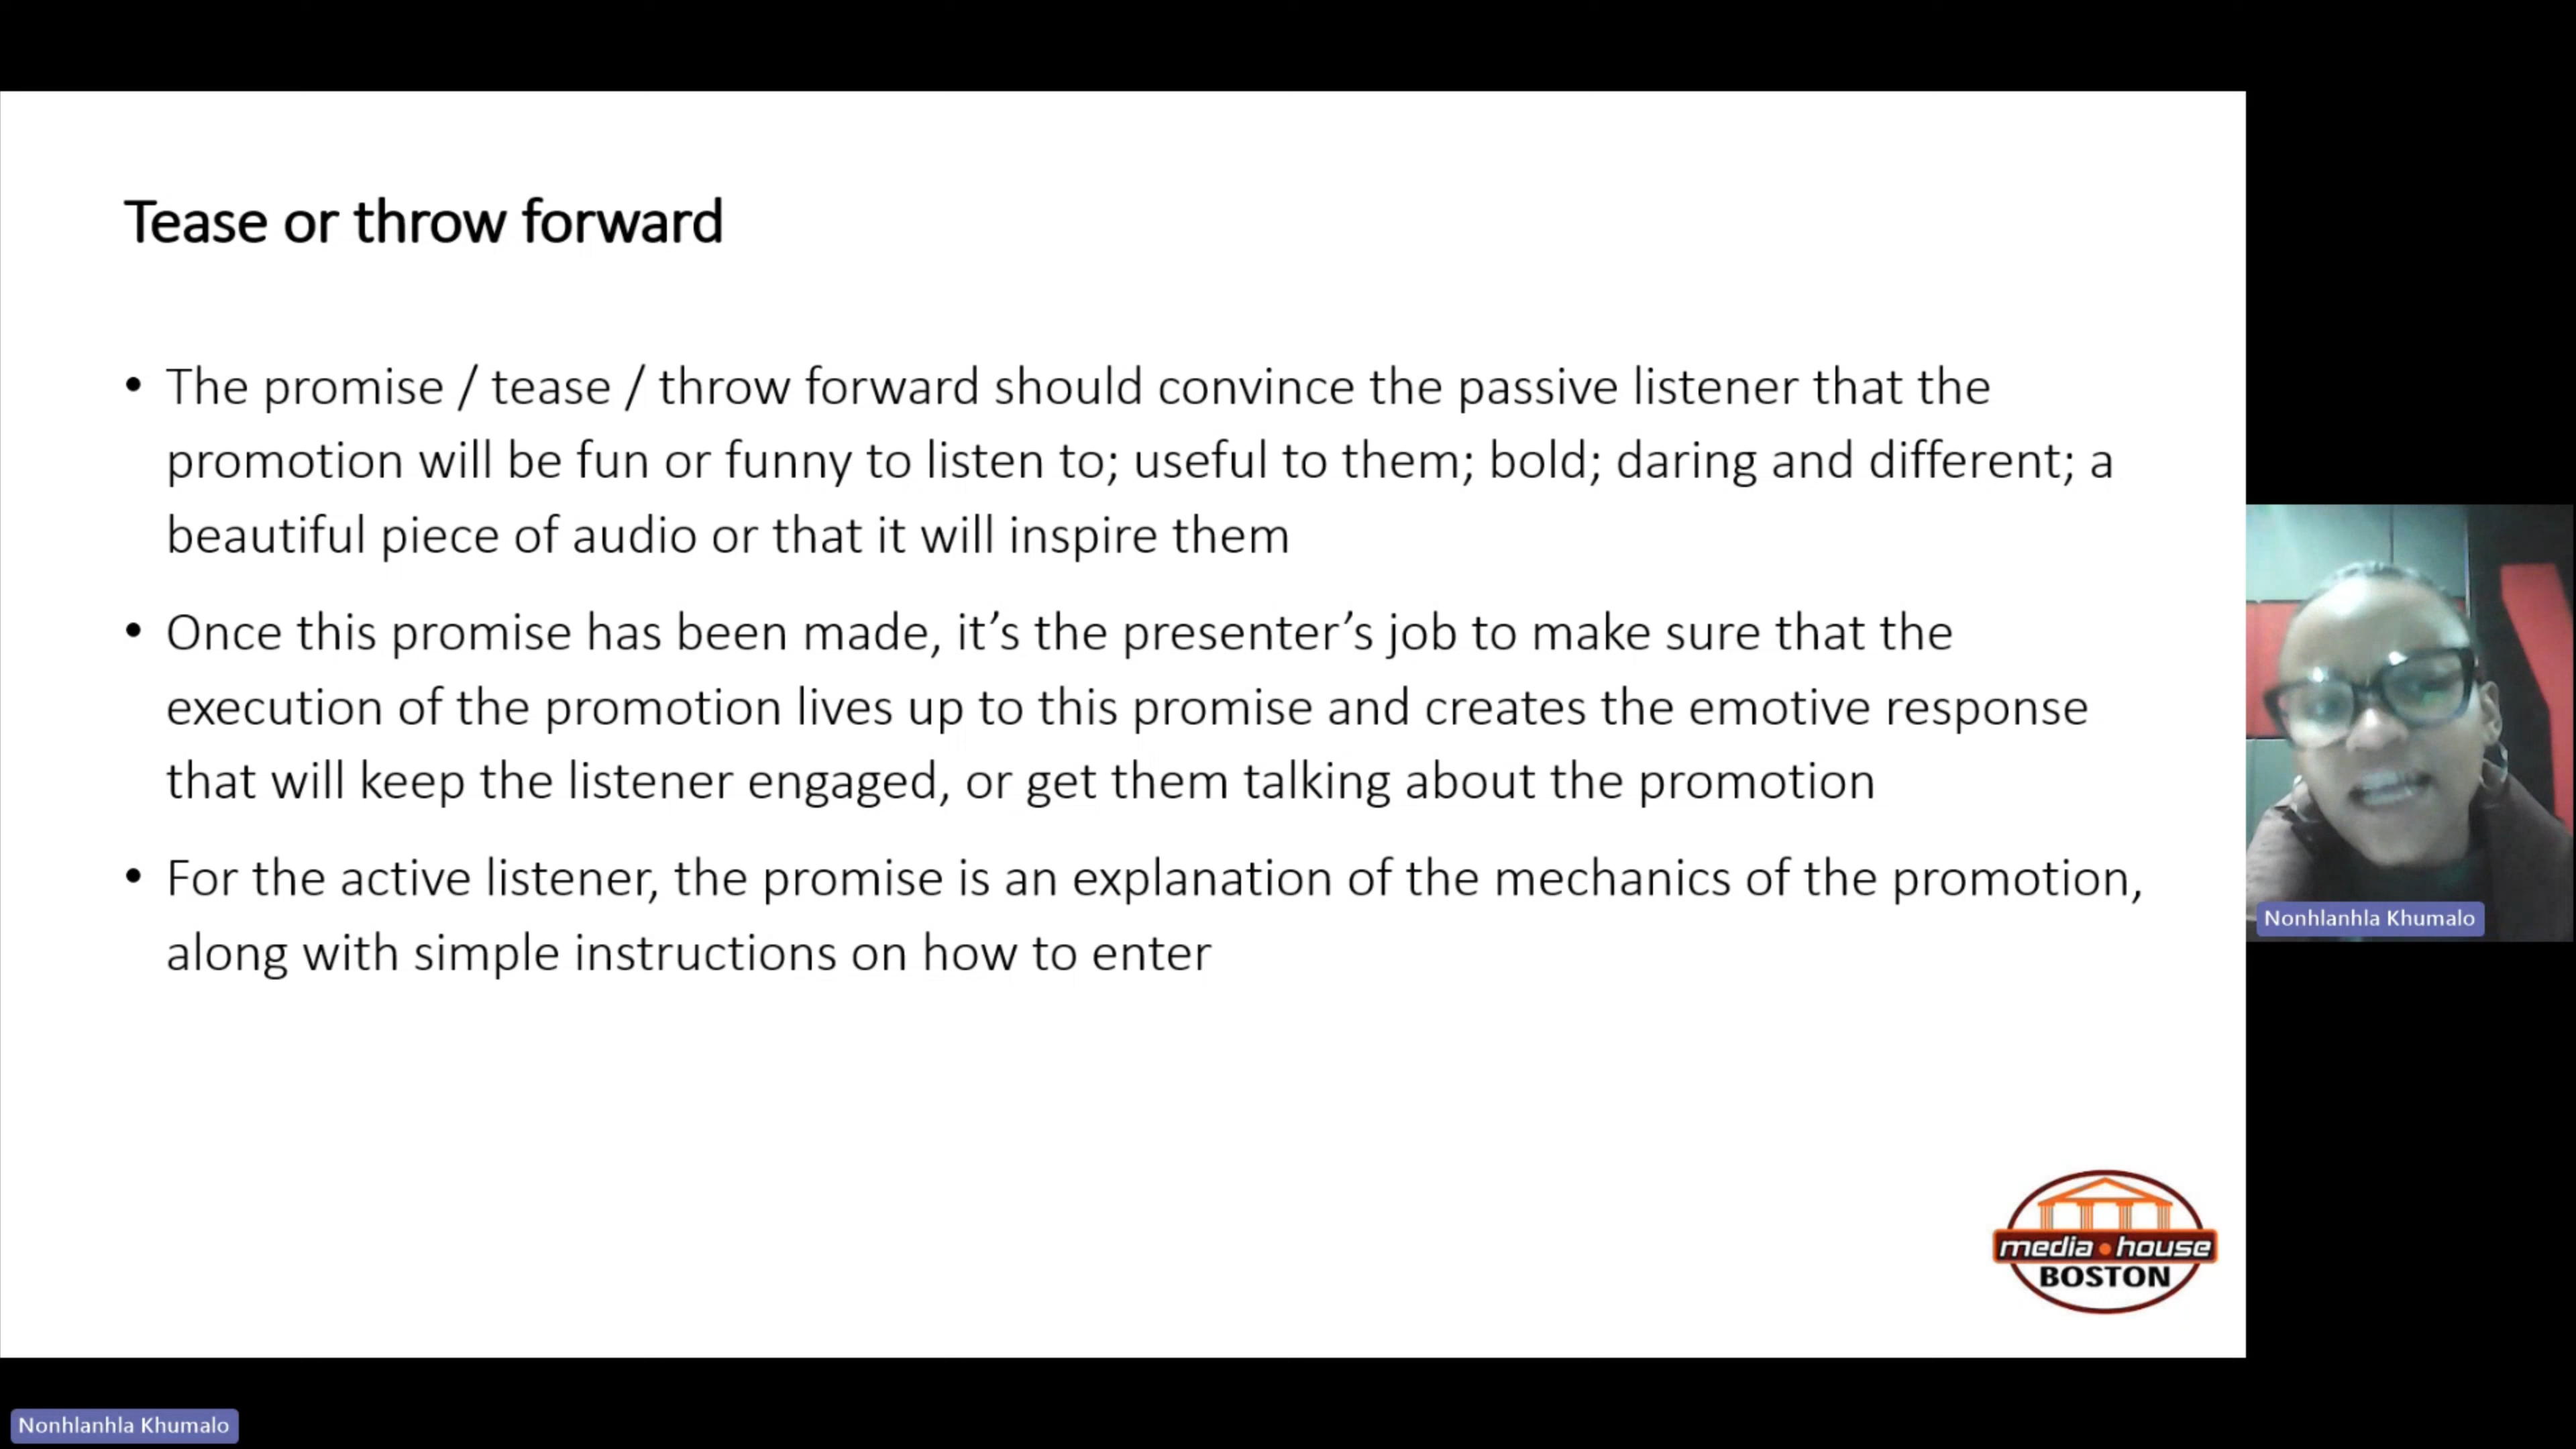 Tease or throw forward
• The promise / tease / throw forward should convince the passive listener that the
promotion will be fun or funny to listen to; useful to them; bold; daring and different; a
beautiful piece of audio or that it will inspire them
• Once this promise has been made, it’s the presenter’s job to make sure that the
execution of the promotion lives up to this promise and creates the emotive response
that will keep the listener engaged, or get them talking about the promotion
• For the active listener, the promise is an explanation of the mechanics of the promotion,
along with simple instructions on how to enter
Nonhlanhla Khumalo
media • house
BOSTON
Nonhlanhla Khumalo